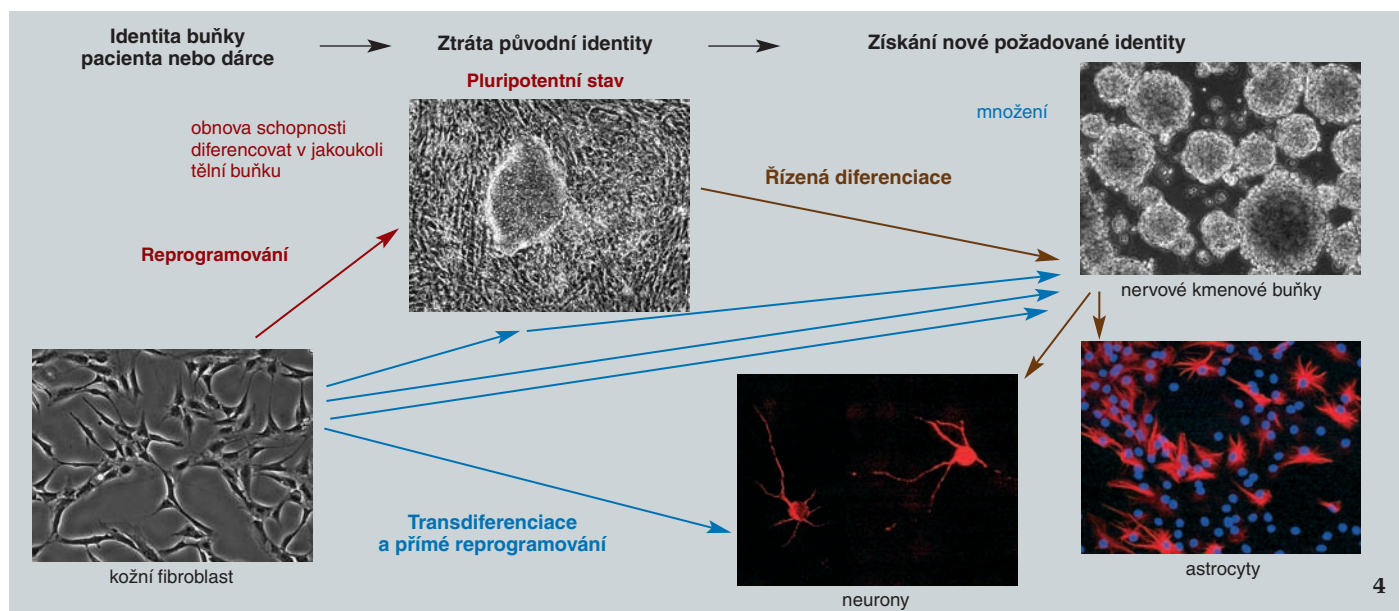 Identita buňky
pacienta nebo dárce
Ztráta původní identity
Získání nové požadované identity
Pluripotentní stav
obnova schopnosti
diferencovat v jakoukoli
tělní buňku
množení
Řízená diferenciace
Reprogramování
nervové kmenové buňky
Transdiferenciace
a přímé reprogramování
kožní fibroblast
neurony
astrocyty
4